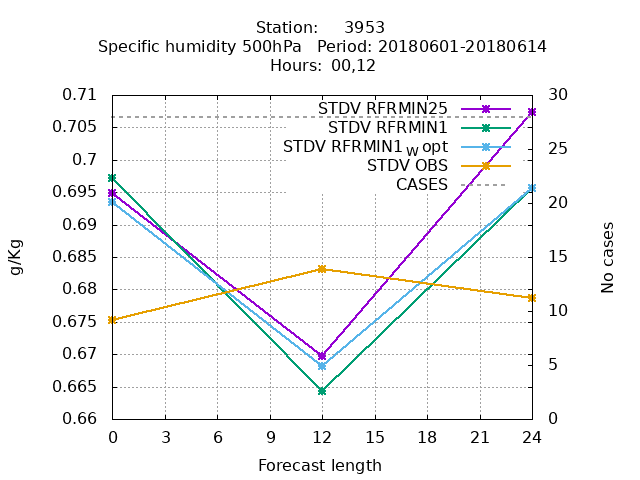 Station:     3953
Specific humidity 500hPa   Period: 20180601-20180614
Hours:  00,12
STDV RFRMIN25
STDV RFRMIN1
STDV RFRMIN1 w opt
STDV OBS
CASES
0.71
0.705
0.7
0.695
0.69
0.685
0.68
0.675
0.67
0.665
0.66
g/Kg
30
25
20
15
10
5
0
No cases
0 3 6 9 12 15 18 21 24
Forecast length